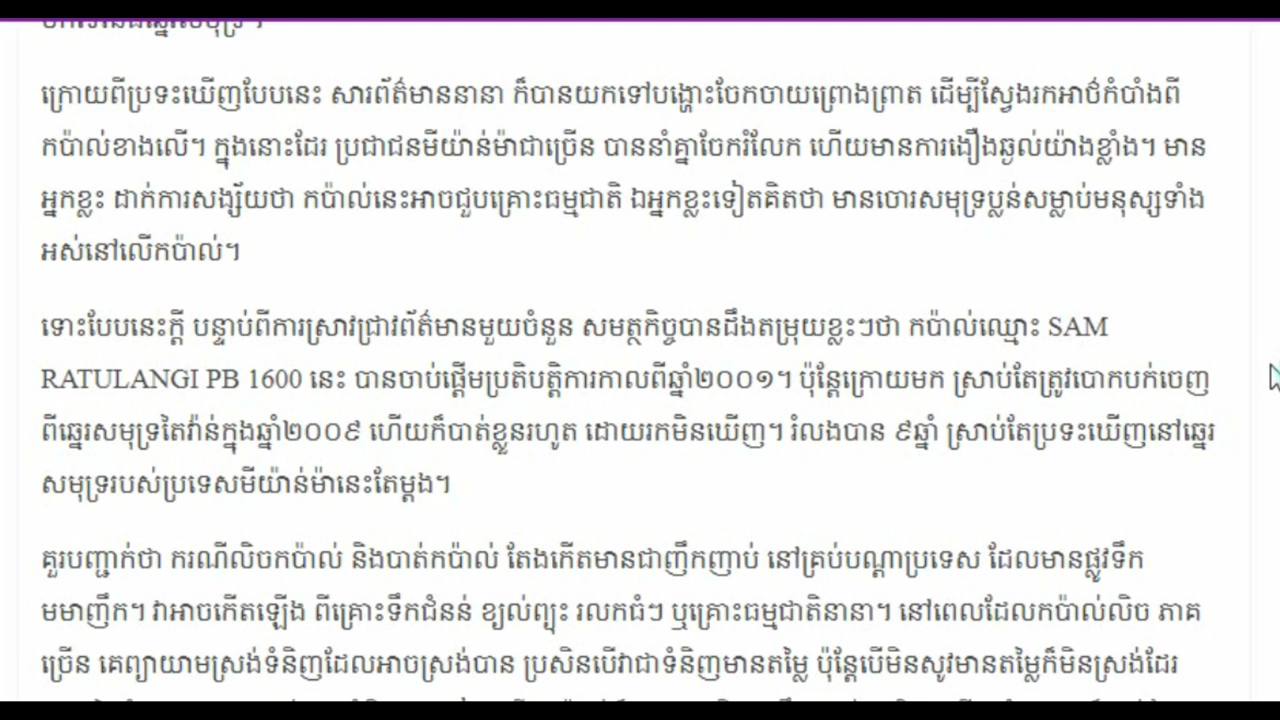 ក្រោយពីប្រទះឃើញបែបនេះ សារព័ត៌មាននានា ក៏បានយកទៅបង្ហោះចែកចាយព្រោងព្រាត ដើម្បីស្វែងរកអាថ៌កំបាំងពី
កប៉ាល់ខាងលើ។ ក្នុងនោះដែរ ប្រជាជនមីយ៉ាន់ម៉ាជាច្រើន បាននាំគ្នាចែករំលែក ហើយមានការងឿងឆ្ងល់យ៉ាងខ្លាំង។ មាន
អ្នកខ្លះ ដាក់ការសង្ស័យថា កប៉ាល់នេះអាចជួបគ្រោះធម្មជាតិ ឯអ្នកខ្លះទៀតគិតថា មានចោរសមុទ្រប្លន់សម្លាប់មនុស្សទាំង
អស់នៅលើកប៉ាល់។
ទោះបែបនេះក្តី បន្ទាប់ពីការស្រាវជ្រាវព័ត៌មានមួយចំនួន សមត្ថកិច្ចបានដឹងតម្រុយខ្លះៗថា កប៉ាល់ឈ្មោះ SAM
RATULANGI PB 1600 នេះ បានចាប់ផ្តើមប្រតិបត្តិការកាលពីឆ្នាំ២០០១។ ប៉ុន្តែក្រោយមក ស្រាប់តែត្រូវបោកបក់ចេញ
ពីឆ្នេរសមុទ្រតៃវ៉ាន់ក្នុងឆ្នាំ២០០៩ ហើយក៏បាត់ខ្លួនរហូត ដោយរកមិនឃើញ។ រំលងបាន ៩ឆ្នាំ ស្រាប់តែប្រទះឃើញនៅឆ្នេរ
សមុទ្ររបស់ប្រទេសមីយ៉ាន់ម៉ានេះតែម្តង។
គួរបញ្ជាក់ថា ករណីលិចកប៉ាល់ និងបាត់កប៉ាល់ តែងកើតមានជាញឹកញាប់ នៅគ្រប់បណ្តាប្រទេស ដែលមានផ្លូវទឹក
មមាញឹក។ វាអាចកើតឡើង ពីគ្រោះទឹកជំនន់ ខ្យល់ព្យុះ រលកធំៗ ឬគ្រោះធម្មជាតិនានា។ នៅពេលដែលកប៉ាល់លិច ភាគ
ច្រើន គេព្យាយាមស្រង់ទំនិញដែលអាចស្រង់បាន ប្រសិនបើវាជាទំនិញមានតម្លៃ ប៉ុន្តែបើមិនសូវមានតម្លៃក៏មិនស្រង់ដែរ